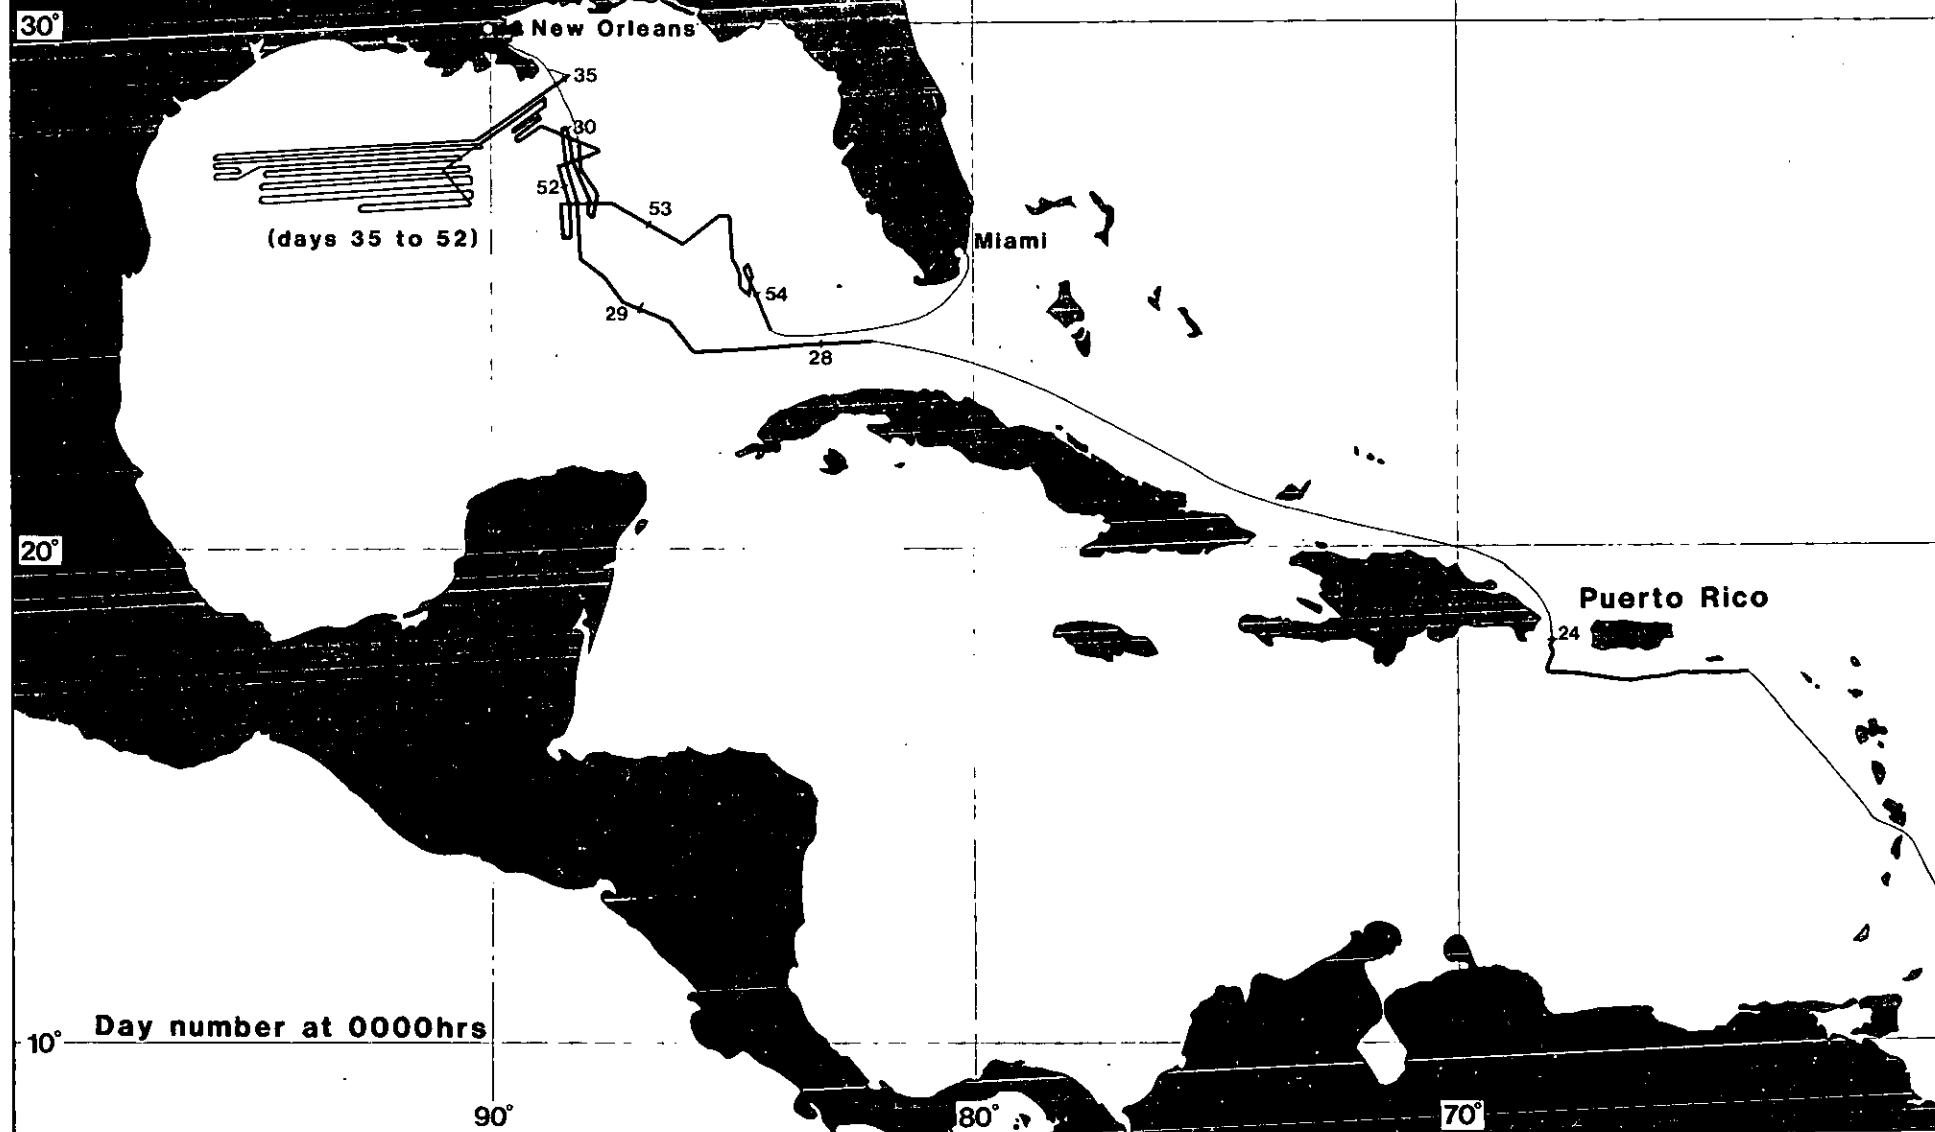 30°
New Orleans
35
30
52
53
(days 35 to 52)
Miami
54
29
28
20°
Puerto Rico
24
Day number at 0000hrs
10°
90°
80°
70°